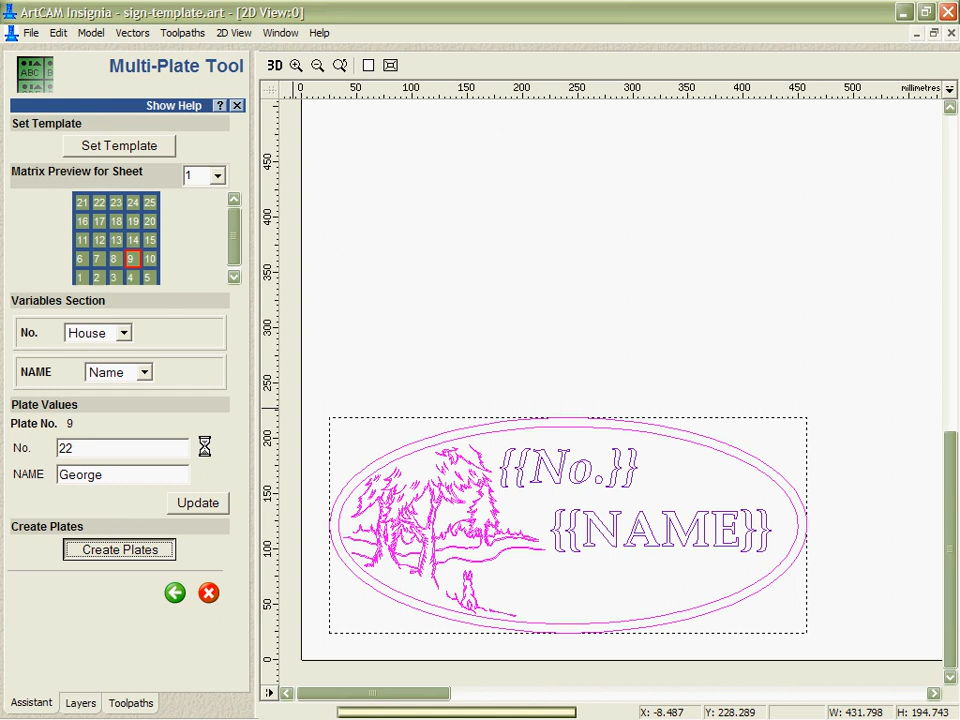 ArtCAM Insignia - sign-template.art - [2D View:0]
File Edit Model Vectors Toolpaths 2D View Window Help
ABC B
Multi-Plate Tool
Show Help ?
Set Template
Set Template
Matrix Preview for Sheet 1
21 22 23 24 25
16 17 18 19 20
11 12 13 14 15
6 7 8 9 10
1 2 3 4 5
Variables Section
No. House
NAME Name
Plate Values
Plate No. 9
No. 22
NAME George
Update
Create Plates
Create Plates
Assistant Layers Toolpaths
3D
0 50 100 150 200 250 300 350 400 450 500 millimetres
450
400
350
300
250
200
150
100
50
0
{{No.}}
{{NAME}}
X: -8.487 Y: 228.289 W: 431.798 H: 194.743